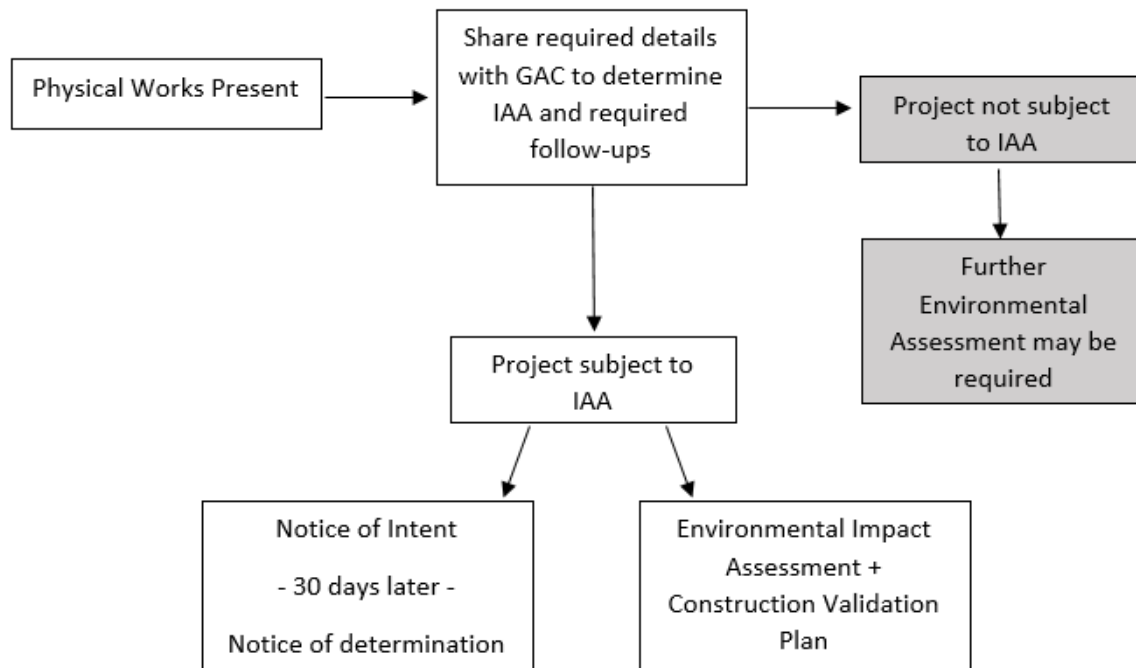 Physical Works Present
Share required details
with GAC to determine
IAA and required
follow-ups
Project not subject
to IAA
Further
Environmental
Assessment may be
required
Project subject to
IAA
Notice of Intent
- 30 days later -
Notice of determination
Environmental Impact
Assessment +
Construction Validation
Plan